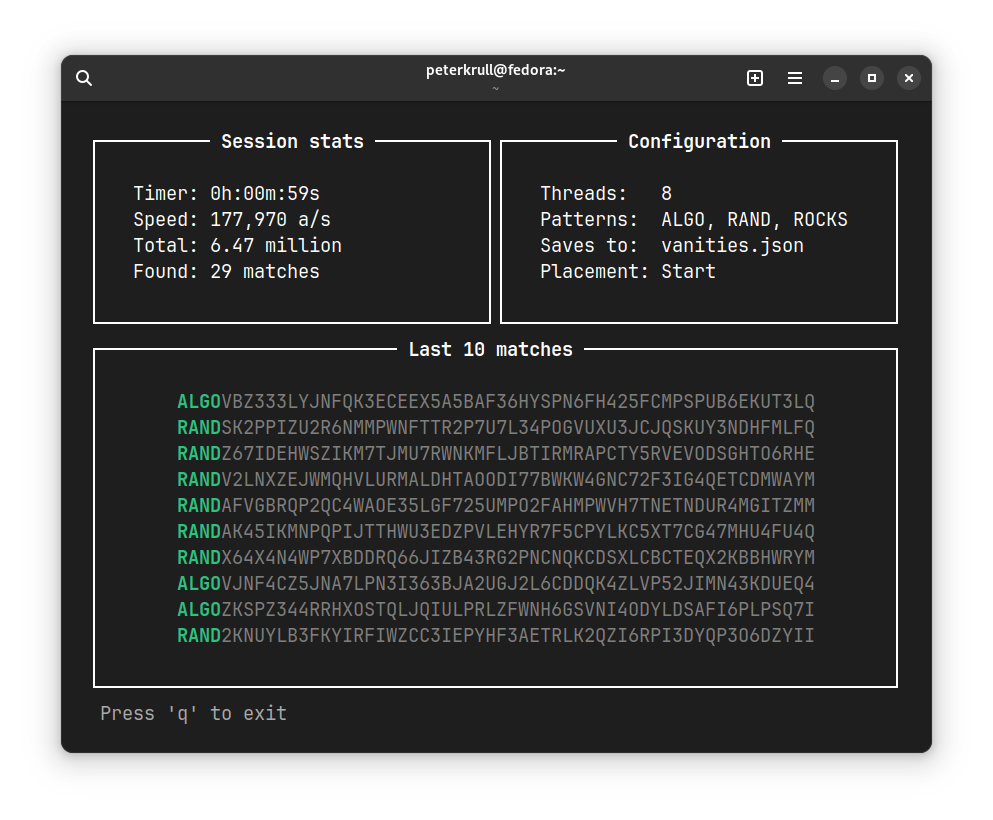 peterkrull@fedora:~
~
Session stats
Timer: 0h:00m:59s
Speed: 177,970 a/s
Total: 6.47 million
Found: 29 matches
Configuration
Threads: 8
Patterns: ALGO, RAND, ROCKS
Saves to: vanities.json
Placement: Start
Last 10 matches
ALGOVBZ333LYJNFQK3ECEEX5A5BAF36HYSPN6FH425FCMPSPUB6EKUT3LQ
RANDSK2PPIZU2R6NMMPWNFTTR2P7U7L34POGVUXU3JCJQSKUY3NDHFMLFQ
RANDZ67IDEHWSZIKM7TJMU7RWNKMFLJBTIRMRAPCTY5RVEVODSGHTO6RHE
RANDV2LNXZEJWMQHVLURMALDHTAOODI77BWKW4GNC72F3IG4QETCDMWAYM
RANDAFVGBRQP2QC4WAOE35LGF725UMPO2FAHMPWVH7TNETNDUR4MGITZMM
RANDAK45IKMNPQPIJTTHWU3EDZPVLEHYR7F5CPYLKC5XT7CG47MHU4FU4Q
RANDX64X4N4WP7XBDDRQ66JIZB43RG2PNCNQKCDSXLCBCTEQX2KBBHWRYM
ALGOVJNF4CZ5JNA7LPN3I363BJA2UGJ2L6CDDQK4ZLVP52JIMN43KDUEQ4
ALGOZKSPZ344RRHXOSTQLJQIULPRLZFWNH6GSVNI4ODYLDSAFI6PLPSQ7I
RAND2KNUYLB3FKYIRFIWZCC3IEPYHF3AETRLK2QZI6RPI3DYQP3O6DZYII
Press 'q' to exit